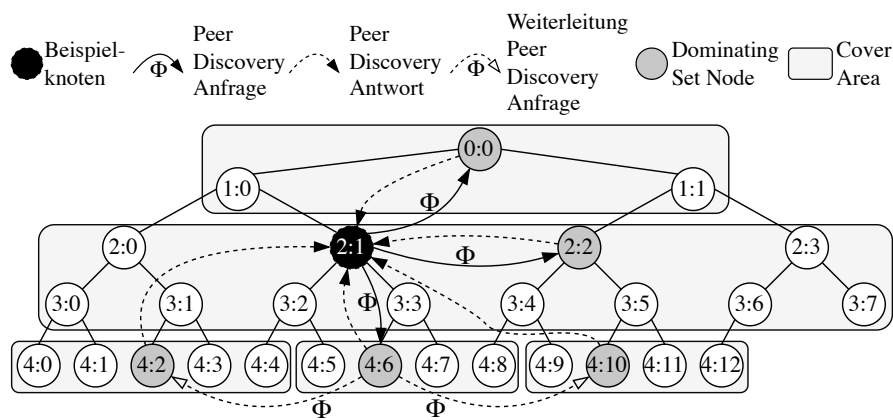 Beispiel-
knoten
Φ
Peer
Discovery
Anfrage
Peer
Discovery
Antwort
Φ
Weiterleitung
Peer
Discovery
Anfrage
Dominating
Set Node
Cover
Area
0:0
1:0 Φ 1:1
2:0 2:1 Φ 2:2 2:3
3:0 3:1 3:2 Φ 3:3 3:4 3:5 3:6 3:7
4:0 4:1 4:2 4:3 4:4 4:5 4:6 4:7 4:8 4:9 4:10 4:11 4:12
Φ Φ